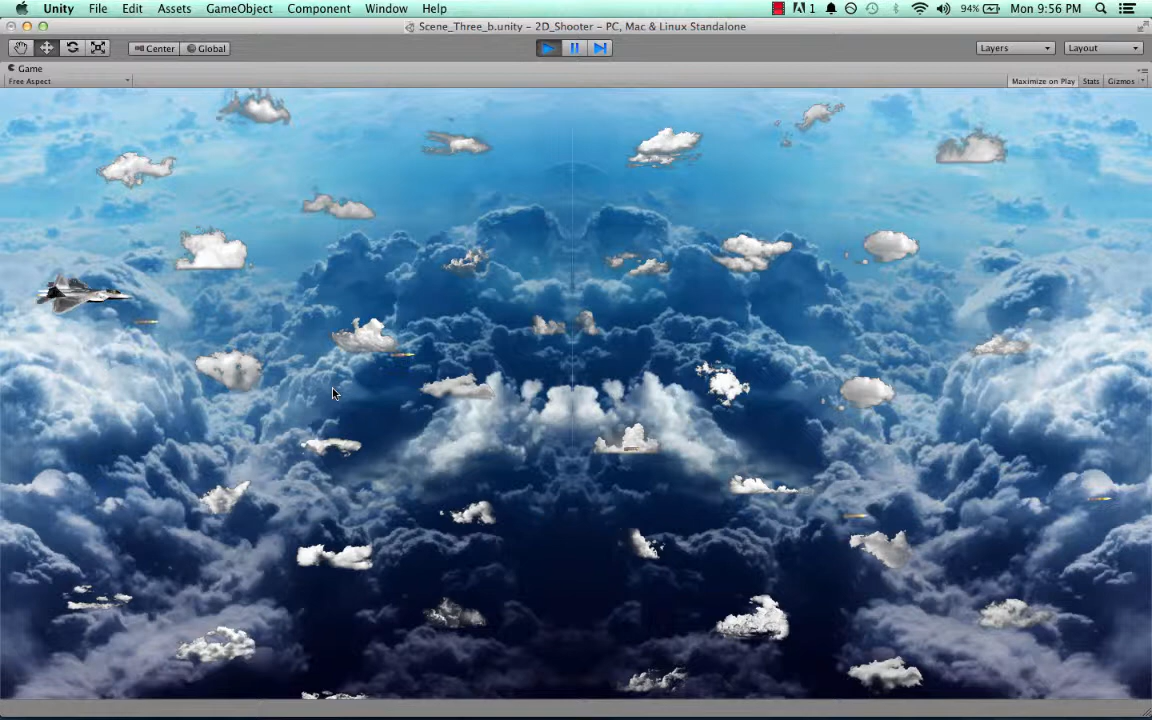 Unity File Edit Assets GameObject Component Window Help 1 94% Mon 9:56 PM
Scene_Three_b.unity - 2D_Shooter - PC, Mac & Linux Standalone
Center Global Layers Layout
Game
Free Aspect Maximize on Play Stats Gizmos